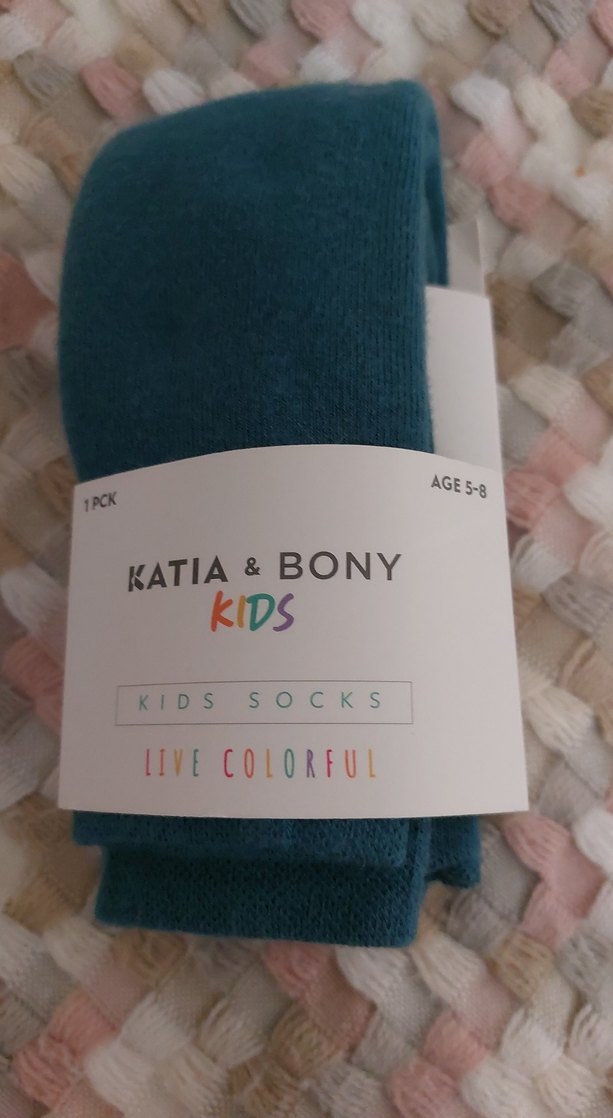 1 PCK
AGE 5-8
KATIA & BONY
KIDS
KIDS SOCKS
LIVE COLORFUL